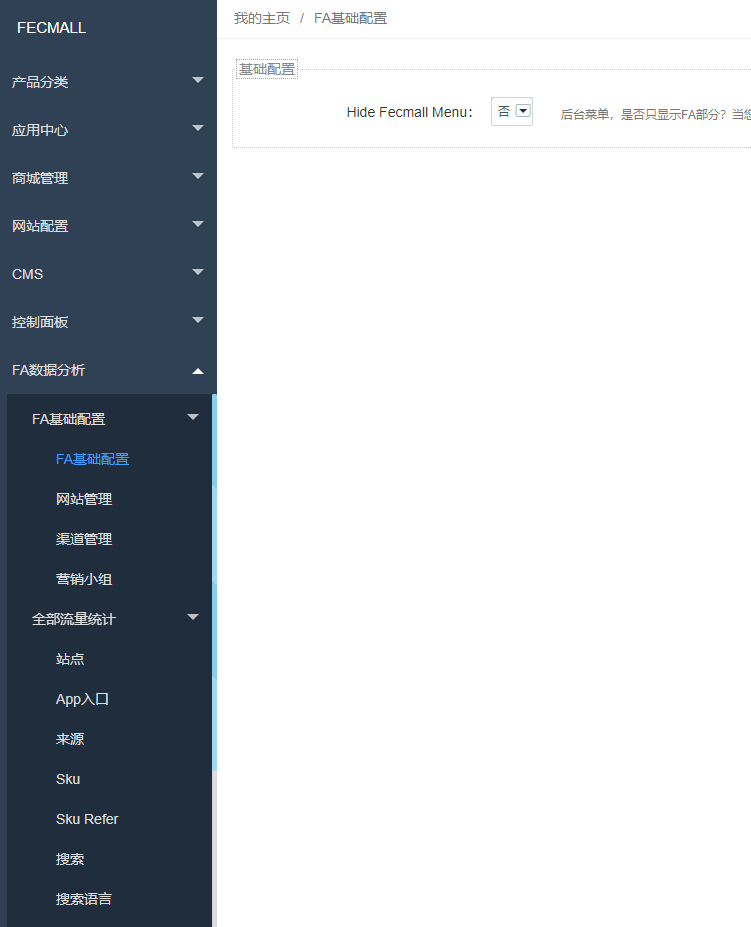 FECMALL
产品分类
应用中心
商城管理
网站配置
CMS
控制面板
FA数据分析
FA基础配置
FA基础配置
网站管理
渠道管理
营销小组
全部流量统计
站点
App入口
来源
Sku
Sku Refer
搜索
搜索语言
我的主页 / FA基础配置
基础配置
Hide Fecmall Menu： 否 后台菜单，是否只显示FA部分？当您